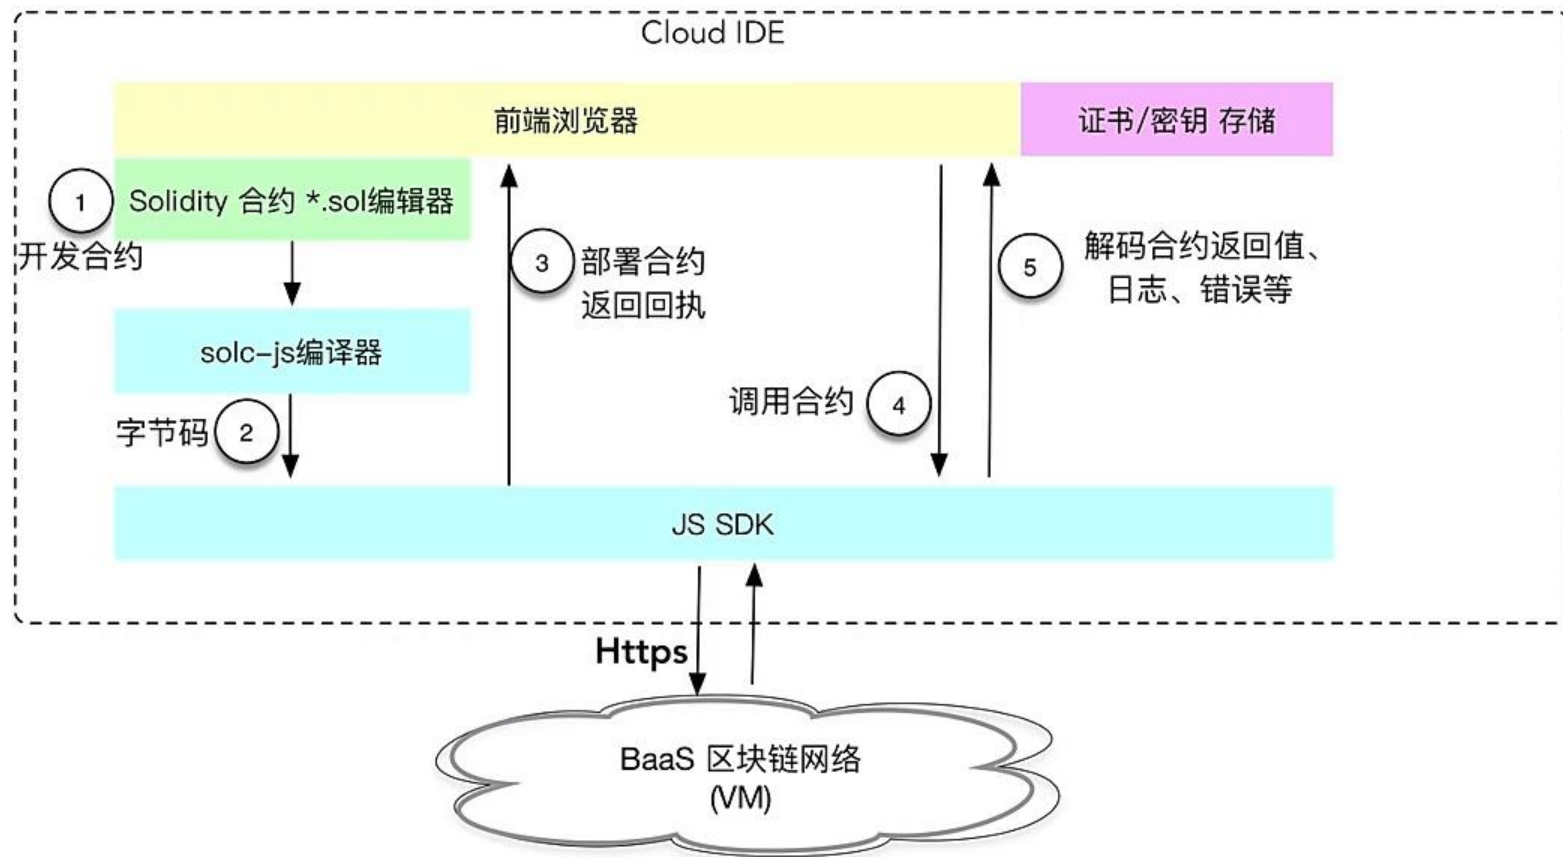 Cloud IDE
前端浏览器
证书/密钥 存储
1
Solidity 合约 *.sol编辑器
开发合约
3
部署合约
返回回执
5
解码合约返回值、
日志、错误等
solc-js编译器
调用合约
4
字节码
2
JS SDK
Https
BaaS 区块链网络
(VM)